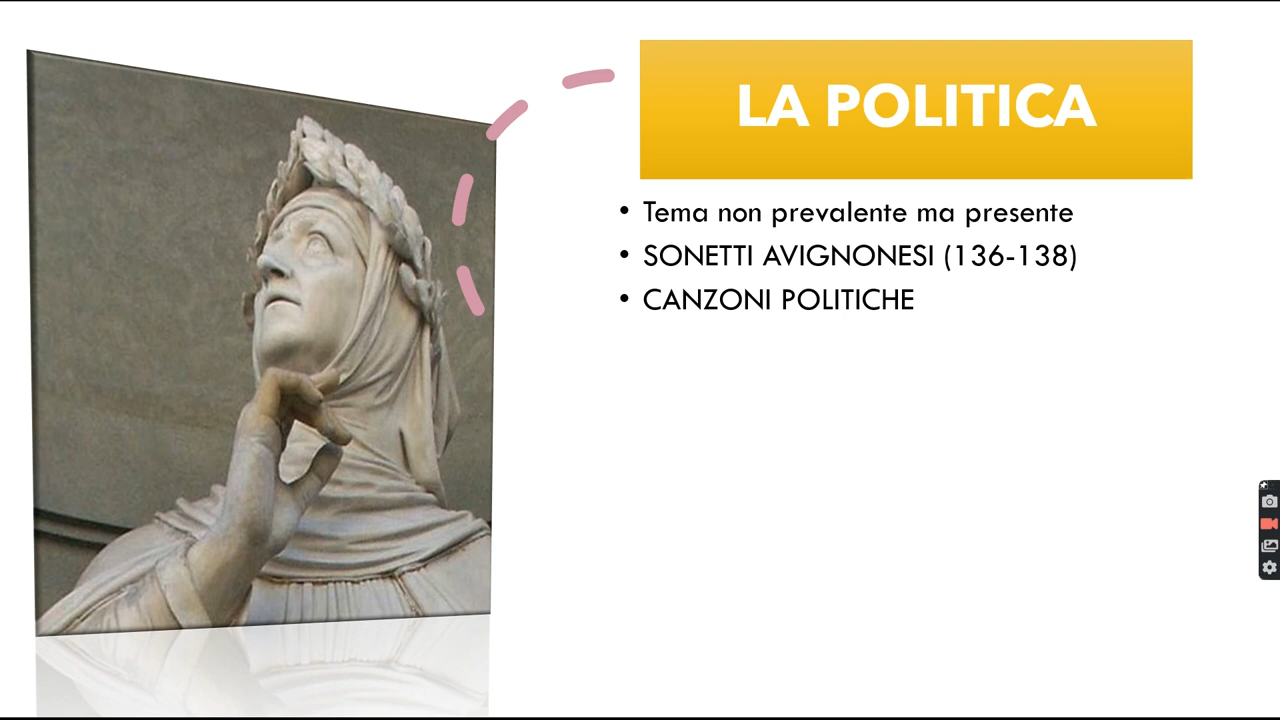 LA POLITICA
• Tema non prevalente ma presente
• SONETTI AVIGNONESI (136-138)
• CANZONI POLITICHE